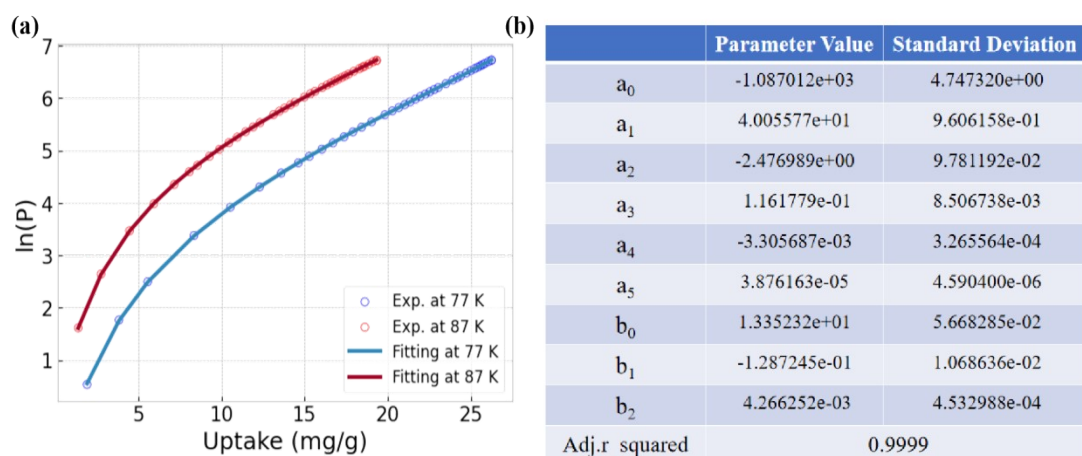 (a)
7
6
5
4
3
2
1
ln(P)
5 10 15 20 25
Uptake (mg/g)
Exp. at 77 K
Exp. at 87 K
Fitting at 77 K
Fitting at 87 K
(b)
Parameter Value Standard Deviation
a0 -1.087012e+03 4.747320e+00
a1 4.005577e+01 9.606158e-01
a2 -2.476989e+00 9.781192e-02
a3 1.161779e-01 8.506738e-03
a4 -3.305687e-03 3.265564e-04
a5 3.876163e-05 4.590400e-06
b0 1.335232e+01 5.668285e-02
b1 -1.287245e-01 1.068636e-02
b2 4.266252e-03 4.532988e-04
Adj.r squared 0.9999